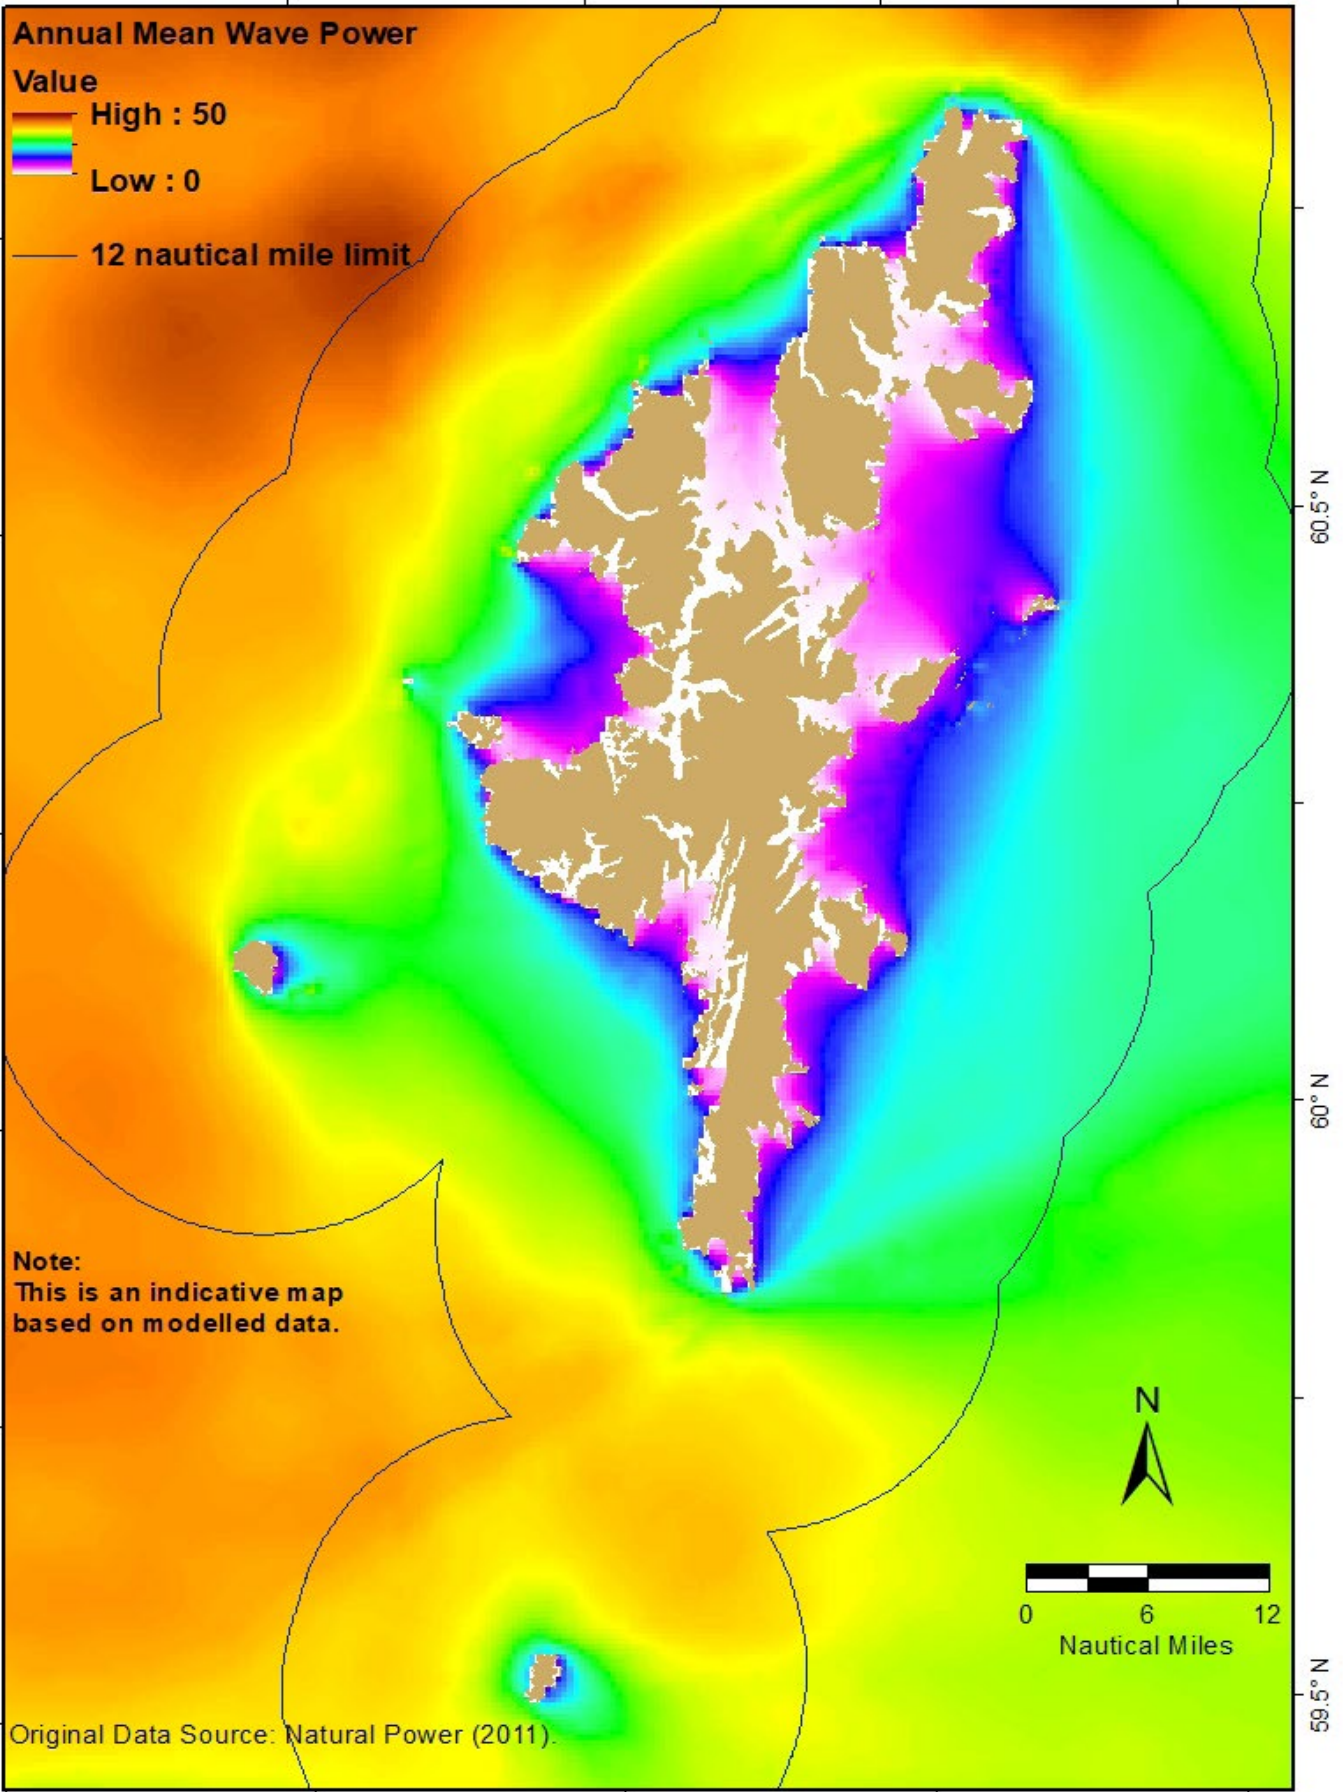 Annual Mean Wave Power
Value
High : 50
Low : 0
12 nautical mile limit
60.5° N
60° N
Note:
This is an indicative map
based on modelled data.
N
0 6 12
Nautical Miles
59.5° N
Original Data Source: Natural Power (2011).